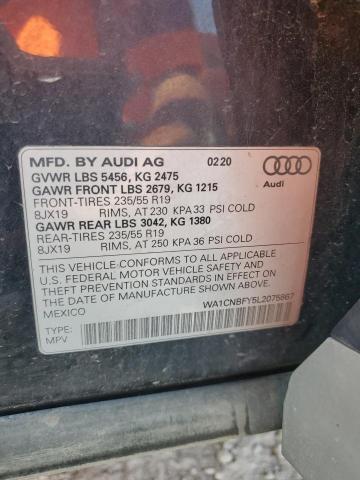 MFD. BY AUDI AG 02 20
Audi
GVWR LBS 5456, KG 2475
GAWR FRONT LBS 2679, KG 1215
FRONT-TIRES 235/55 R19
8JX19 RIMS, AT 230 KPA 33 PSI COLD
GAWR REAR LBS 3042, KG 1380
REAR-TIRES 235/55 R19
8JX19 RIMS, AT 250 KPA 36 PSI COLD
THIS VEHICLE CONFORMS TO ALL APPLICABLE
U.S. FEDERAL MOTOR VEHICLE SAFETY AND
THEFT PREVENTION STANDARDS IN EFFECT ON
THE DATE OF MANUFACTURE SHOWN ABOVE.
MEXICO WA1CNBFY5L2075867
TYPE:
MPV